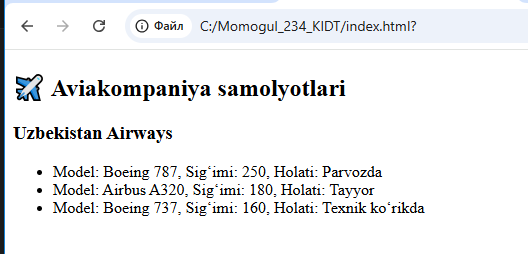 Файл C:/Momogul_234_KIDT/index.html?
✈️ Aviakompaniya samolyotlari
Uzbekistan Airways
• Model: Boeing 787, Sig‘imi: 250, Holati: Parvozda
• Model: Airbus A320, Sig‘imi: 180, Holati: Tayyor
• Model: Boeing 737, Sig‘imi: 160, Holati: Texnik ko‘rikda